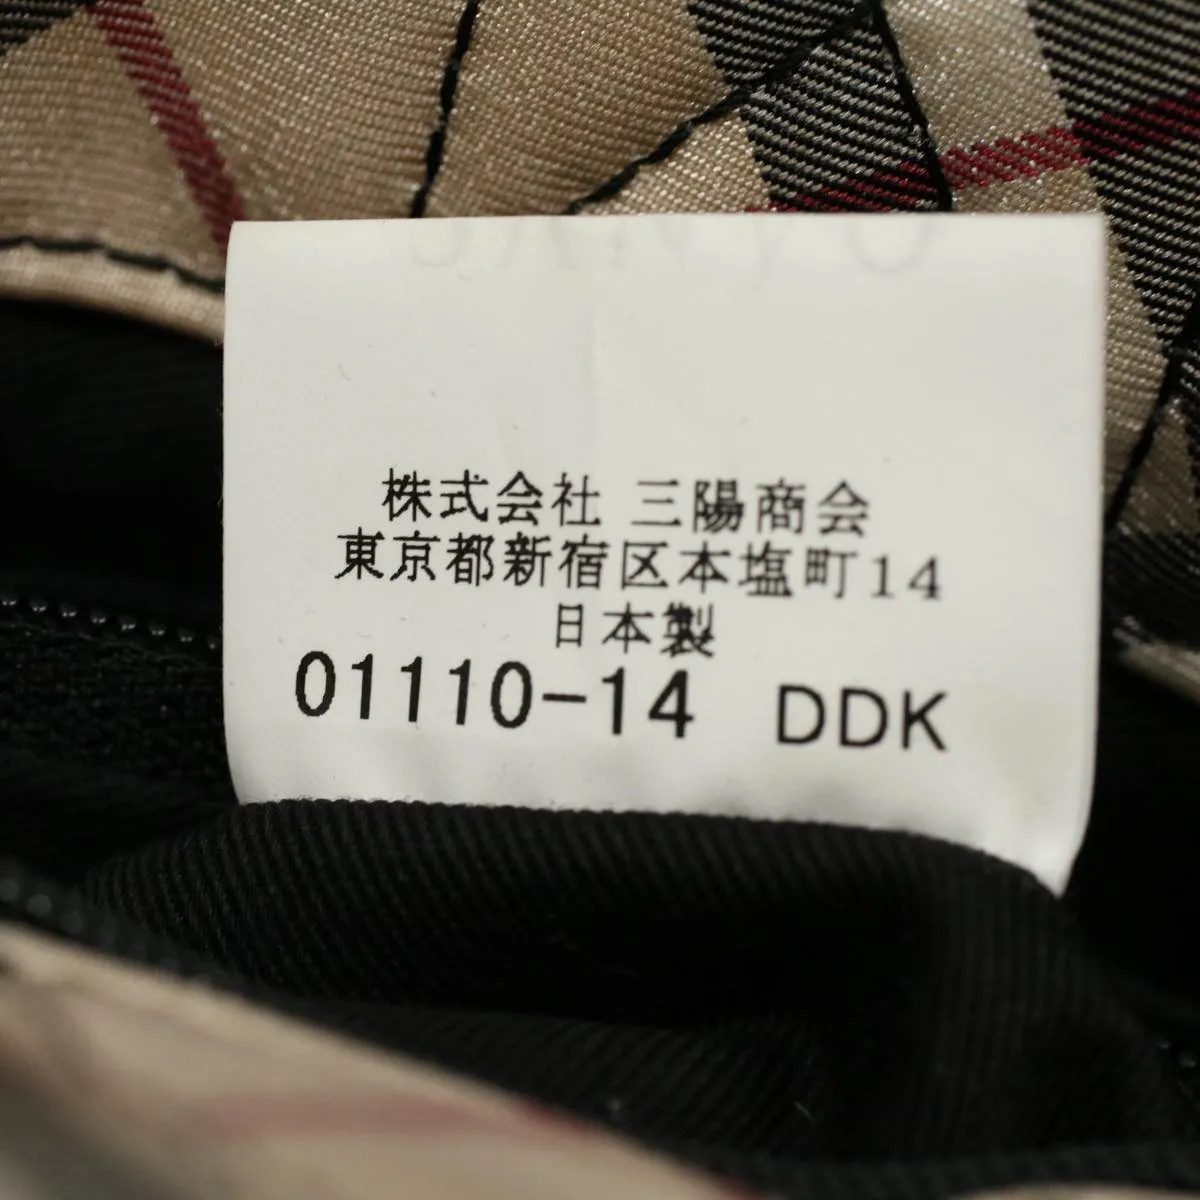 SANYO
株式会社 三陽商会
東京都新宿区本塩町14
日本製
01110-14 DDK